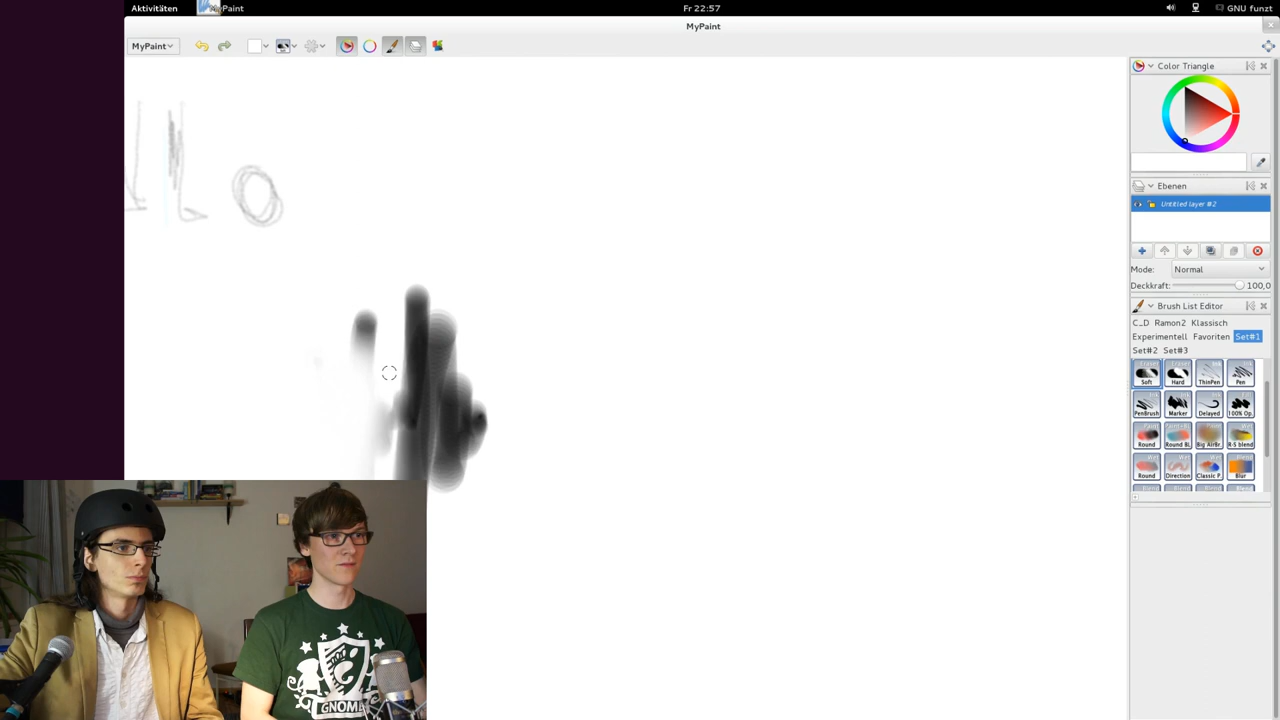 Aktivitäten MyPaint Fr 22:57 GNU funzt
MyPaint
MyPaint
llo
Color Triangle
Ebenen
Untitled layer #2
Mode: Normal
Deckkraft: 100,0
Brush List Editor
C_D Ramon2 Klassisch
Experimentell Favoriten Set#1
Set#2 Set#3
Soft Hard ThinPen Pen
PenBrush Marker Delayed 100% Op.
Round Round Bl. Big AirBr. R-S blend
Round Direction Classic P. Blur
GNOME